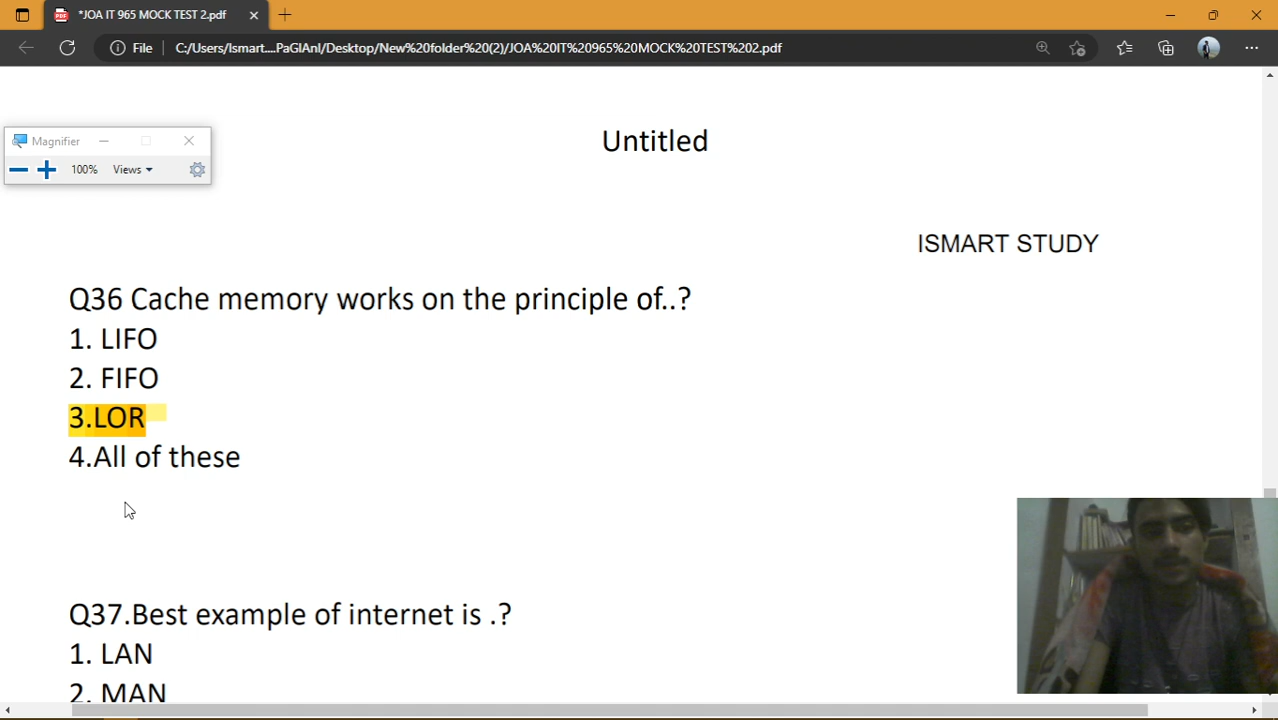 *JOA IT 965 MOCK TEST 2.pdf
File
C:/Users/Ismart....PaGlAnI/Desktop/New%20folder%20(2)/JOA%20IT%20965%20MOCK%20TEST%202.pdf
Untitled
Magnifier
100%
Views
ISMART STUDY
Q36 Cache memory works on the principle of..?
1. LIFO
2. FIFO
3.LOR
4.All of these
Q37.Best example of internet is .?
1. LAN
2. MAN